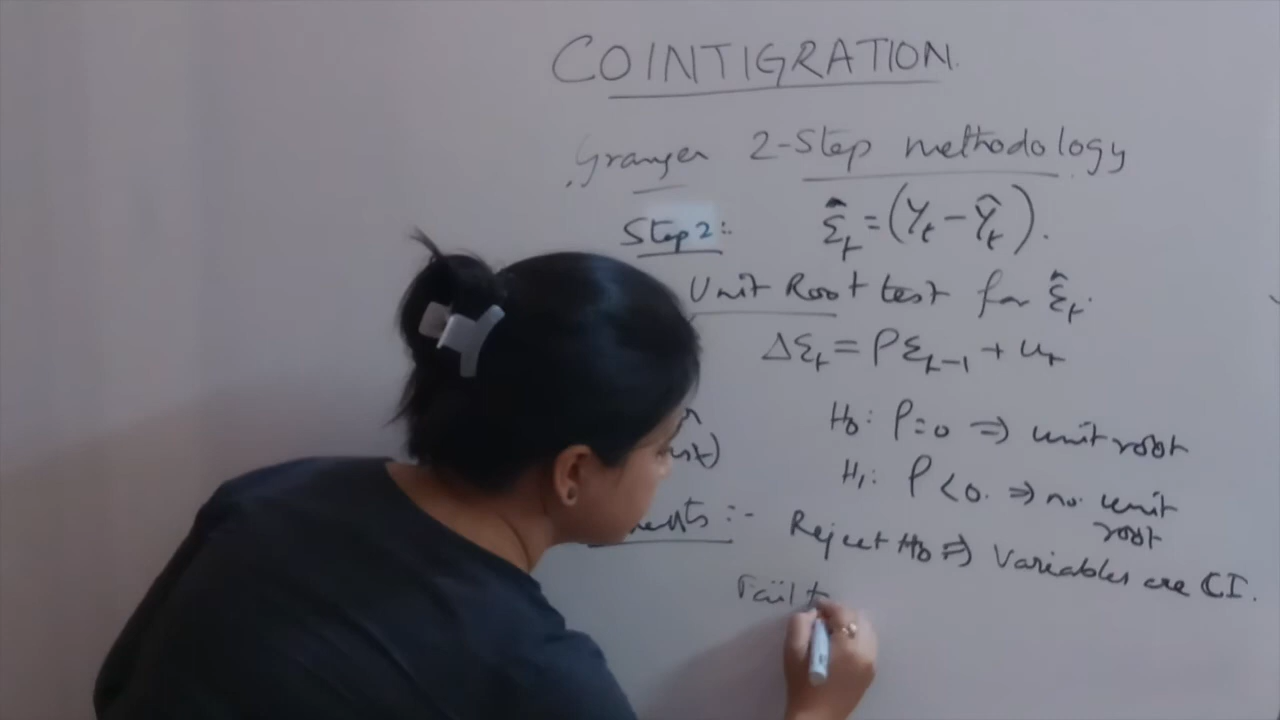 COINTIGRATION.
Granger 2-Step methodology
Step 2:
ε̂ₜ = (Yₜ - Ŷₜ).
Unit Root test for ε̂ₜ.
Δεₜ = ρεₜ₋₁ + uₜ
H₀: ρ=0 ⇒ unit root
H₁: ρ<0. ⇒ no unit
root
Reject H₀ ⇒ Variables are CI.
Fail t